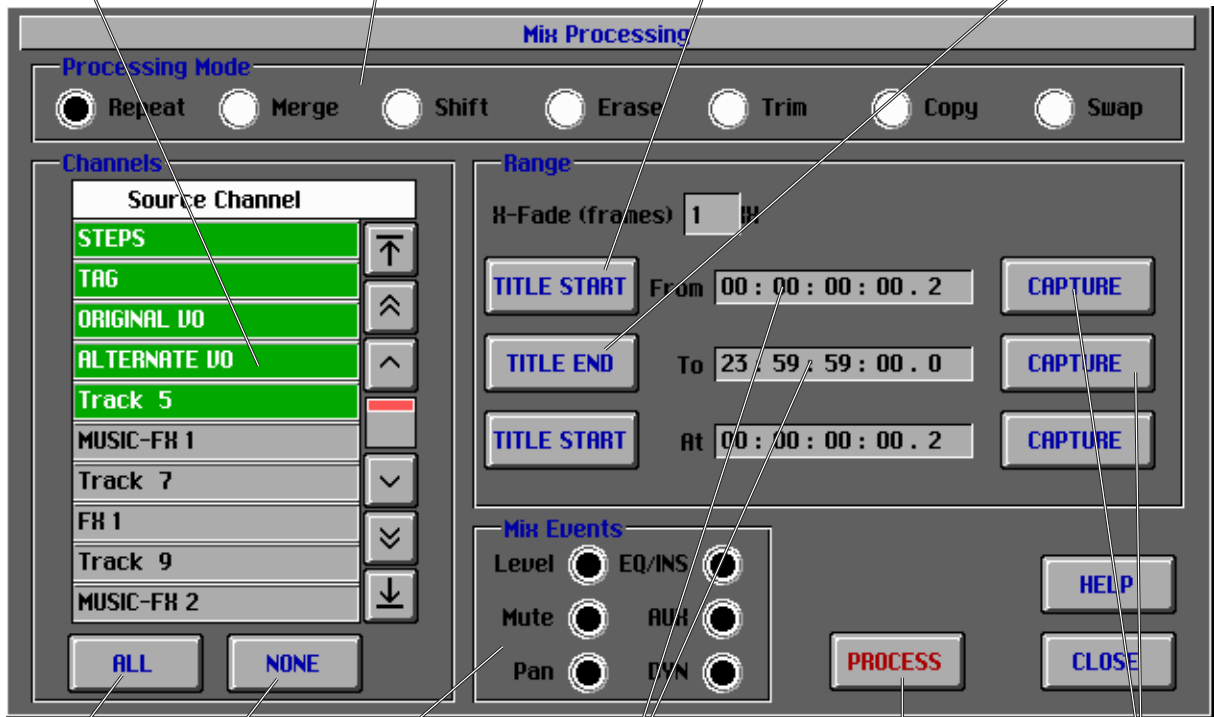 Mix Processing
Processing Mode
Repeat Merge Shift Erase Trim Copy Swap
Channels
Source Channel
STEPS
TAG
ORIGINAL VO
ALTERNATE VO
Track 5
MUSIC-FX 1
Track 7
FX 1
Track 9
MUSIC-FX 2
ALL NONE
Range
X-Fade (frames) 1
TITLE START From 00 : 00 : 00 : 00 . 2 CAPTURE
TITLE END To 23 : 59 : 59 : 00 . 0 CAPTURE
TITLE START At 00 : 00 : 00 : 00 . 2 CAPTURE
Mix Events
Level EQ/INS
Mute AUX
Pan DYN
PROCESS
HELP
CLOSE